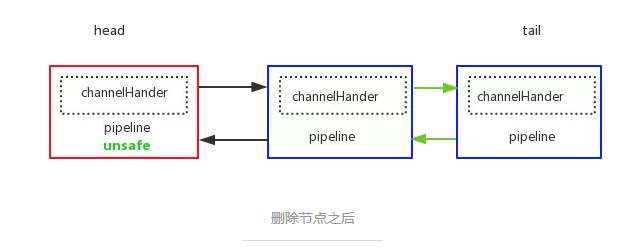 head
tail
channelHander
channelHander
channelHander
pipeline
unsafe
pipeline
pipeline
删除节点之后